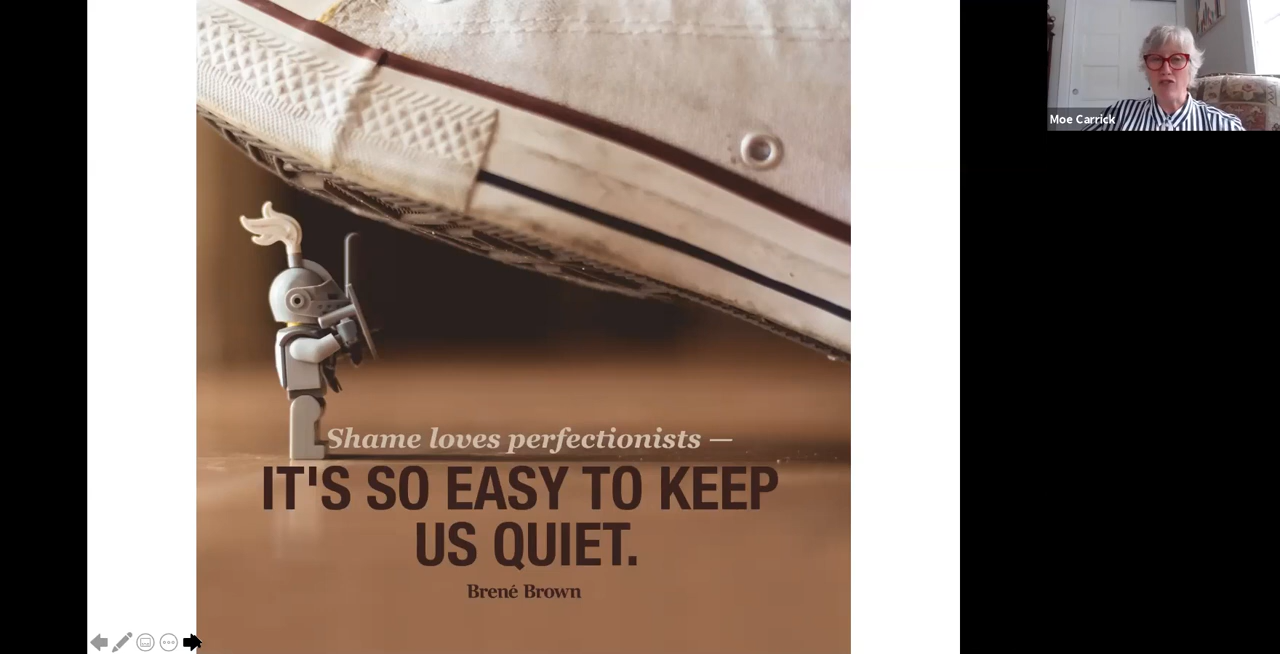 Shame loves perfectionists —
IT'S SO EASY TO KEEP
US QUIET.
Brené Brown
Moe Carrick